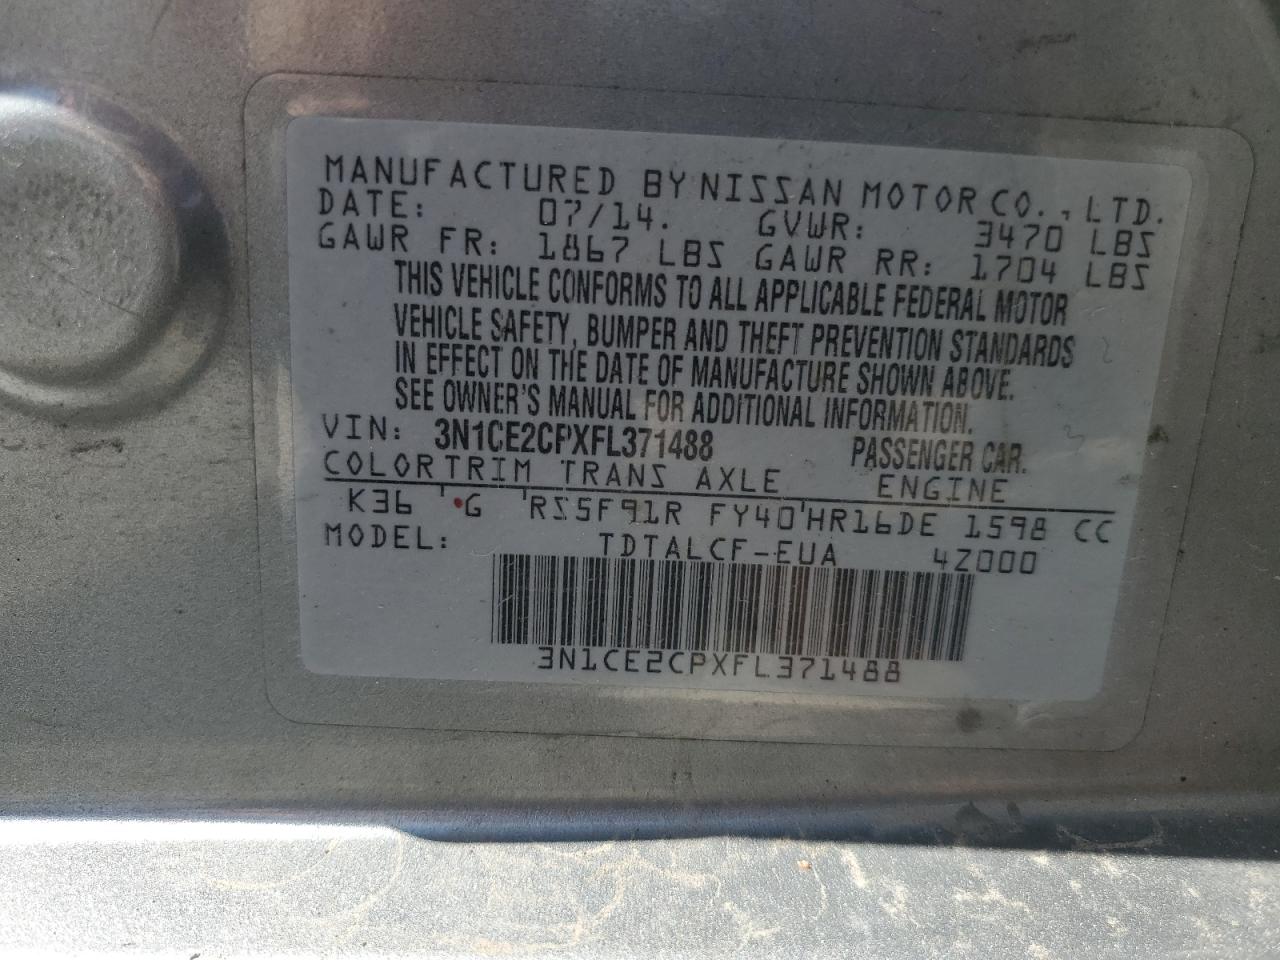 MANUFACTURED BY NISSAN MOTOR CO., LTD.
DATE: 07/14. GVWR: 3470 LBS
GAWR FR: 1867 LBS GAWR RR: 1704 LBS
THIS VEHICLE CONFORMS TO ALL APPLICABLE FEDERAL MOTOR
VEHICLE SAFETY, BUMPER AND THEFT PREVENTION STANDARDS
IN EFFECT ON THE DATE OF MANUFACTURE SHOWN ABOVE.
SEE OWNER'S MANUAL FOR ADDITIONAL INFORMATION.
VIN: 3N1CE2CPXFL371488 PASSENGER CAR.
COLORTRIM TRANS AXLE ENGINE
K36 G RS5F91R FY40 HR16DE 1598 CC
MODEL: TDTALCF-EUA 4Z000
3N1CE2CPXFL371488